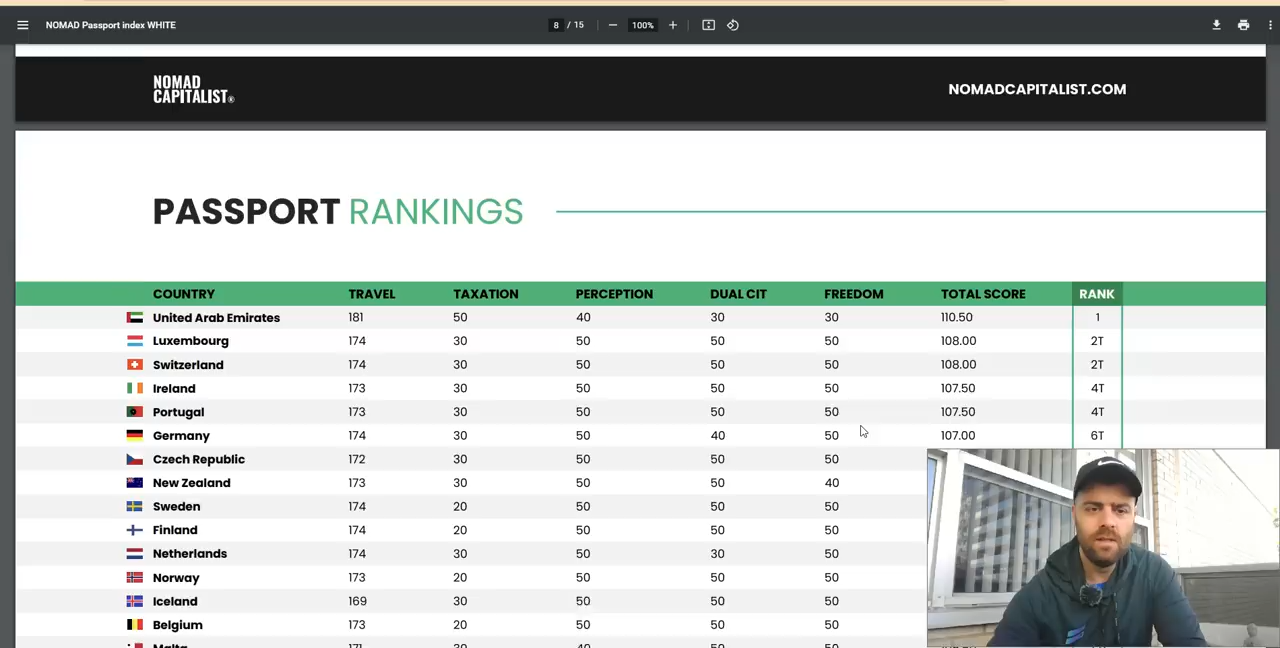 NOMAD Passport index WHITE 8 / 15 100%
NOMAD
CAPITALIST®
NOMADCAPITALIST.COM
PASSPORT RANKINGS
COUNTRY TRAVEL TAXATION PERCEPTION DUAL CIT FREEDOM TOTAL SCORE RANK
United Arab Emirates 181 50 40 30 30 110.50 1
Luxembourg 174 30 50 50 50 108.00 2T
Switzerland 174 30 50 50 50 108.00 2T
Ireland 173 30 50 50 50 107.50 4T
Portugal 173 30 50 50 50 107.50 4T
Germany 174 30 50 40 50 107.00 6T
Czech Republic 172 30 50 50 50
New Zealand 173 30 50 50 40
Sweden 174 20 50 50 50
Finland 174 20 50 50 50
Netherlands 174 30 50 30 50
Norway 173 20 50 50 50
Iceland 169 30 50 50 50
Belgium 173 20 50 50 50
Malta 171 30 40 50 50